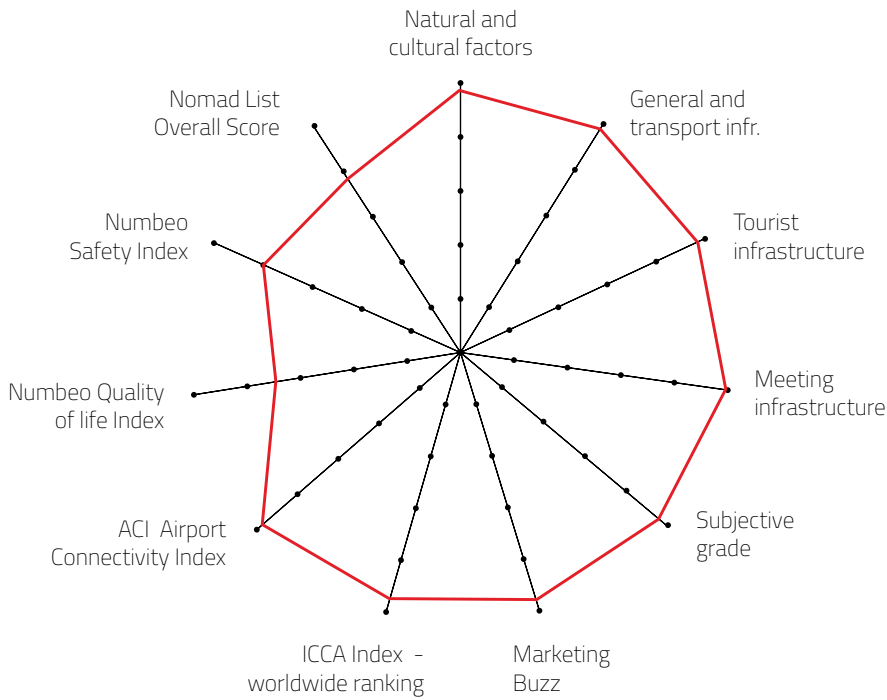 Natural and
cultural factors
General and
transport infr.
Tourist
infrastructure
Meeting
infrastructure
Subjective
grade
Marketing
Buzz
ICCA Index -
worldwide ranking
ACI Airport
Connectivity Index
Numbeo Quality
of life Index
Numbeo
Safety Index
Nomad List
Overall Score